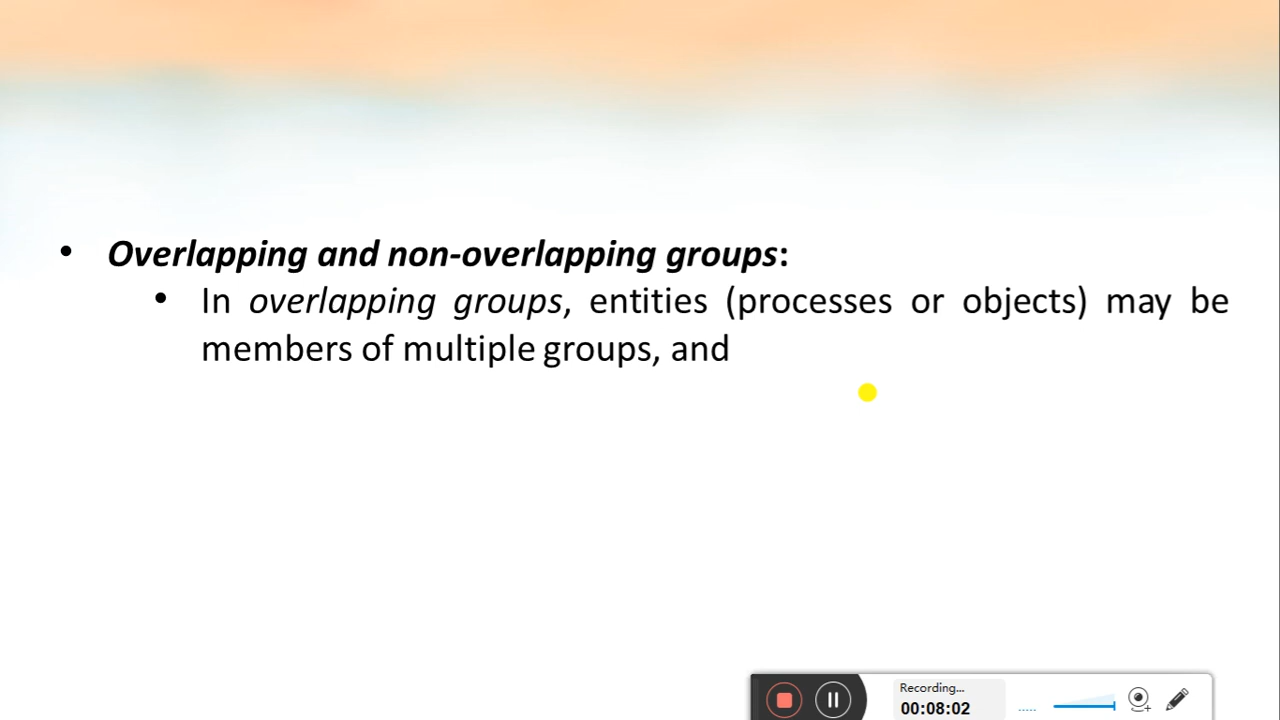 • Overlapping and non-overlapping groups:
• In overlapping groups, entities (processes or objects) may be
members of multiple groups, and
Recording...
00:08:02